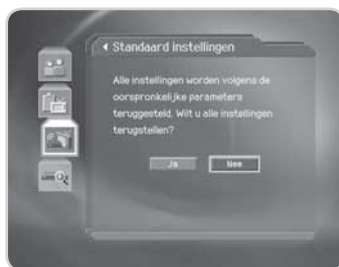 Standaard instellingen
Alle instellingen worden volgens de
oorspronkelijke parameters
teruggesteld. Wilt u alle instellingen
terugstellen?
Ja
Nee